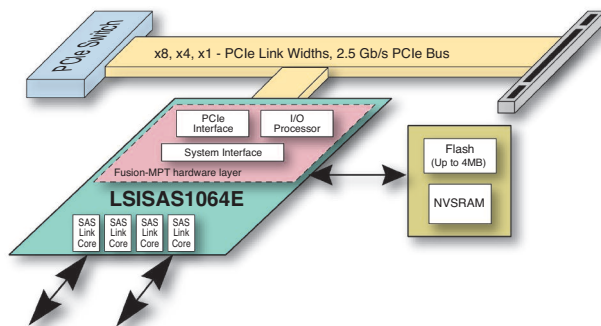 PCIe Switch
x8, x4, x1 - PCIe Link Widths, 2.5 Gb/s PCIe Bus
PCIe
Interface
I/O
Processor
System Interface
Fusion-MPT hardware layer
LSISAS1064E
SAS
Link
Core
SAS
Link
Core
SAS
Link
Core
SAS
Link
Core
Flash
(Up to 4MB)
NVSRAM